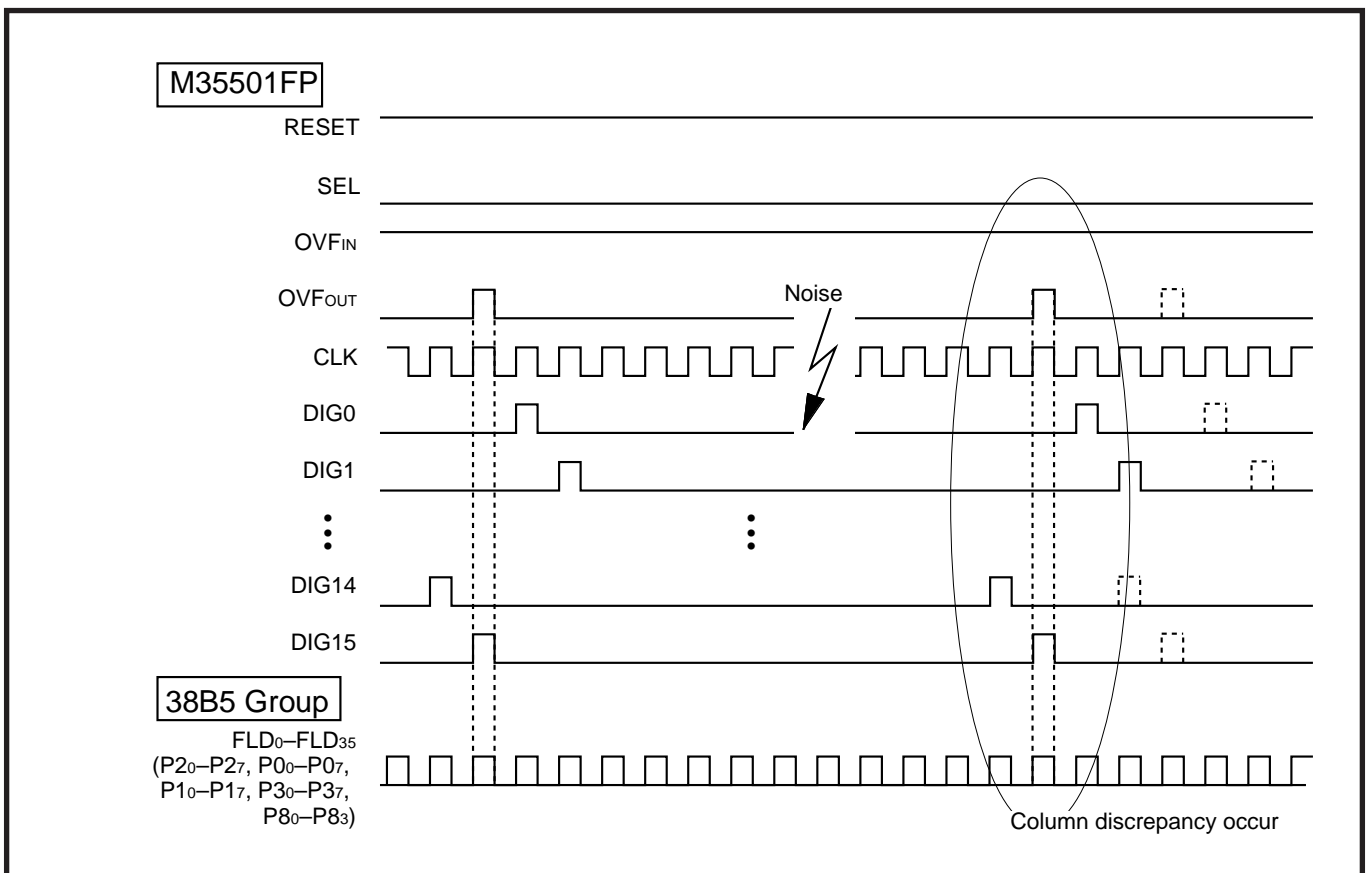 M35501FP
RESET
SEL
OVFIN
OVFOUT
Noise
CLK
DIG0
DIG1
DIG14
DIG15
38B5 Group
FLD0–FLD35
(P20–P27, P00–P07,
P10–P17, P30–P37,
P80–P83)
Column discrepancy occur